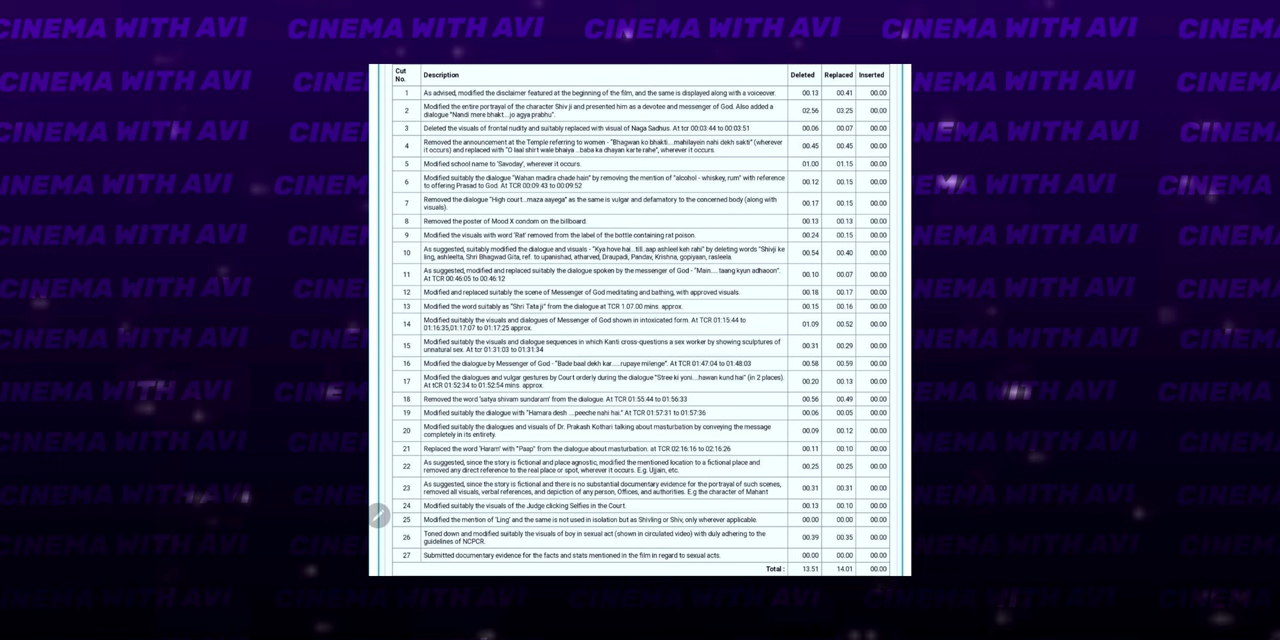 CINEMA WITH AVI CINEMA WITH AVI CINEMA WITH AVI CINEMA WITH AVI CINEMA
Cut No. Description Deleted Replaced Inserted
1 As advised, modified the disclaimer featured at the beginning of the film, and the same is displayed along with a voiceover. 00.13 00.41 00.00
2 Modified the entire portrayal of the character Shiv ji and presented him as a devotee and messenger of God. Also added a
dialogue "Nandi mere bhakt....jo agya prabhu". 02.56 03.25 00.00
3 Deleted the visuals of frontal nudity and suitably replaced with visual of Naga Sadhus. At tcr 00:03:44 to 00:03:51 00.06 00.07 00.00
4 Removed the announcement at the Temple referring to women - "Bhagwan ko bhakti....mahilayein nahi dekh sakti" (wherever
it occurs) and replaced with "O laal shirt wale bhaiya ..baba ka dhayan karte rahe", wherever it occurs. 00.45 00.45 00.00
5 Modified school name to 'Savoday', wherever it occurs. 01.00 01.15 00.00
6 Modified suitably the dialogue "Wahan madira chade hain" by removing the mention of "alcohol - whiskey, rum" with reference
to offering Prasad to God. At TCR 00:09:43 to 00:09:52 00.12 00.15 00.00
7 Removed the dialogue "High court...maza aayega" as the same is vulgar and defamatory to the concerned body (along with
visuals). 00.17 00.15 00.00
8 Removed the poster of Mood X condom on the billboard. 00.13 00.13 00.00
9 Modified the visuals with word 'Rat' removed from the label of the bottle containing rat poison. 00.24 00.15 00.00
10 As suggested, suitably modified the dialogue and visuals - "Kya hove hai...till..aap ashleel keh rahi" by deleting words "Shivji ke
ling, ashleelta, Shri Bhagwad Gita, ref. to upanishad, atharved, Draupadi, Pandav, Krishna, gopiyaan, rasleela 00.54 00.40 00.00
11 As suggested, modified and replaced suitably the dialogue spoken by the messenger of God - "Main.....taang kyun adhaoon".
At TCR 00:46:05 to 00:46:12 00.10 00.07 00.00
12 Modified and replaced suitably the scene of Messenger of God meditating and bathing, with approved visuals. 00.18 00.17 00.00
13 Modified the word suitably as "Shri Tata ji" from the dialogue at TCR 1.07.00 mins. approx. 00.15 00.16 00.00
14 Modified suitably the visuals and dialogues of Messenger of God shown in intoxicated form. At TCR 01:15:44 to
01:16:35,01:17:07 to 01:17:25 approx. 01.09 00.52 00.00
15 Modified suitably the visuals and dialogue sequences in which Kanti cross-questions a sex worker by showing sculptures of
unnatural sex. At tcr 01:31:03 to 01:31:34 00.31 00.29 00.00
16 Modified the dialogue by Messenger of God - "Bade baal dekh kar.....rupaye milenge". At TCR 01:47:04 to 01:48:03 00.58 00.59 00.00
17 Modified the dialogues and vulgar gestures by Court orderly during the dialogue "Stree ki yoni....hawan kund hai" (in 2 places).
At tCR 01:52:34 to 01:52:54 mins. approx. 00.20 00.13 00.00
18 Removed the word 'satya shivam sundaram' from the dialogue. At TCR 01:55:44 to 01:56:33 00.56 00.49 00.00
19 Modified suitably the dialogue with "Hamara desh ....peeche nahi hai." At TCR 01:57:31 to 01:57:36 00.06 00.05 00.00
20 Modified suitably the dialogues and visuals of Dr. Prakash Kothari talking about masturbation by conveying the message
completely in its entirety. 00.09 00.12 00.00
21 Replaced the word 'Haram' with "Paap" from the dialogue about masturbation. at TCR 02:16:16 to 02:16:26 00.11 00.10 00.00
22 As suggested, since the story is fictional and place agnostic, modified the mentioned location to a fictional place and
removed any direct reference to the real place or spot, wherever it occurs. E.g. Ujjain, etc. 00.25 00.25 00.00
23 As suggested, since the story is fictional and there is no substantial documentary evidence for the portrayal of such scenes,
removed all visuals, verbal references, and depiction of any person, Offices, and authorities. E.g the character of Mahant 00.31 00.31 00.00
24 Modified suitably the visuals of the Judge clicking Selfies in the Court. 00.13 00.10 00.00
25 Modified the mention of 'Ling' and the same is not used in isolation but as Shivling or Shiv, only wherever applicable. 00.00 00.00 00.00
26 Toned down and modified suitably the visuals of boy in sexual act (shown in circulated video) with duly adhering to the
guidelines of NCPCR. 00.39 00.35 00.00
27 Submitted documentary evidence for the facts and stats mentioned in the film in regard to sexual acts. 00.00 00.00 00.00
Total : 13.51 14.01 00.00